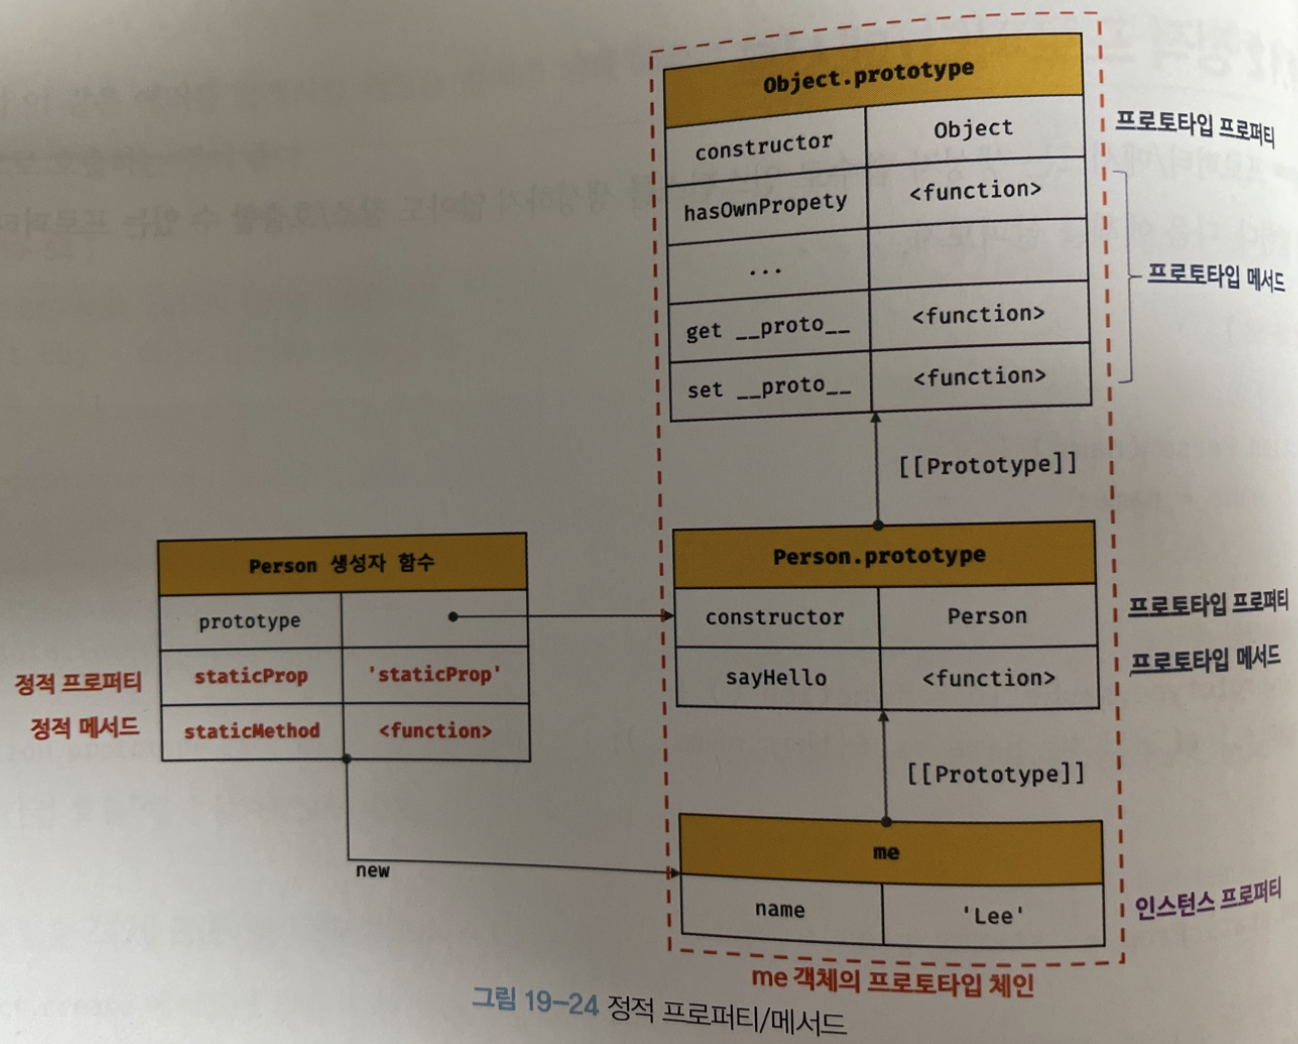 Object.prototype
constructor Object 프로토타입 프로퍼티
hasOwnPropety <function>
...
프로토타입 메서드
get __proto__ <function>
set __proto__ <function>
[[Prototype]]
Person 생성자 함수
Person.prototype
prototype
constructor Person 프로토타입 프로퍼티
정적 프로퍼티 staticProp 'staticProp'
sayHello <function> 프로토타입 메서드
정적 메서드 staticMethod <function>
[[Prototype]]
new
me
name 'Lee' 인스턴스 프로퍼티
me 객체의 프로토타입 체인
그림 19-24 정적 프로퍼티/메서드